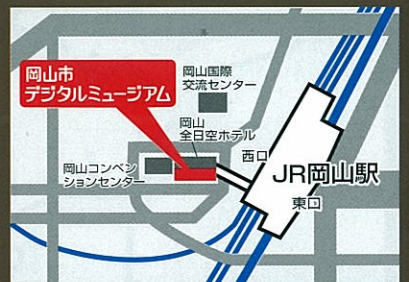 岡山市
デジタルミュージアム
岡山国際
交流センター
岡山
全日空ホテル
西口
岡山コンベン
ションセンター
JR岡山駅
東口